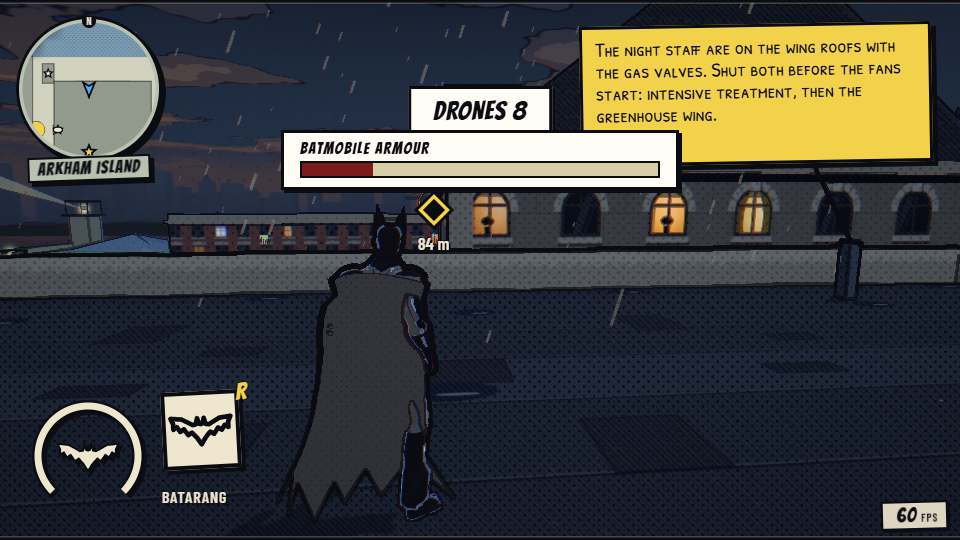 N
ARKHAM ISLAND
DRONES 8
BATMOBILE ARMOUR
THE NIGHT STAFF ARE ON THE WING ROOFS WITH
THE GAS VALVES. SHUT BOTH BEFORE THE FANS
START: INTENSIVE TREATMENT, THEN THE
GREENHOUSE WING.
84 m
R
BATARANG
60 FPS